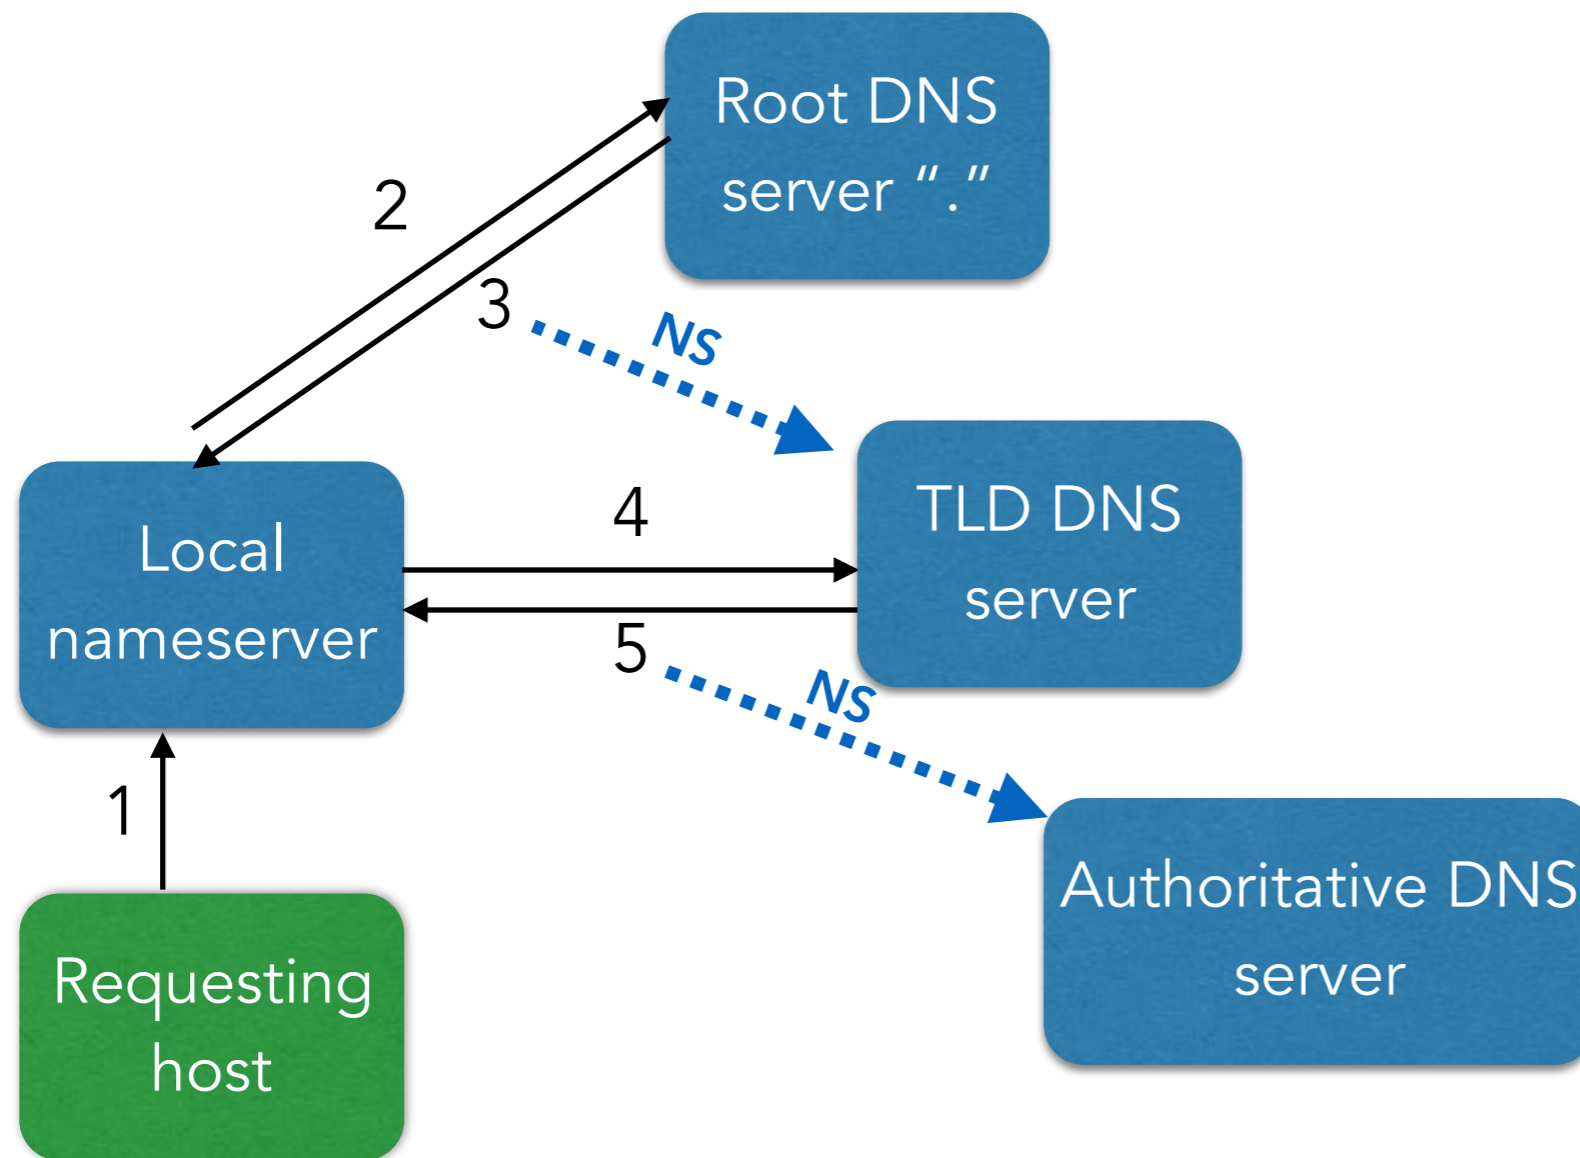 Root DNS
server “.”
2
3
NS
Local
nameserver
4
TLD DNS
server
5
NS
1
Authoritative DNS
server
Requesting
host